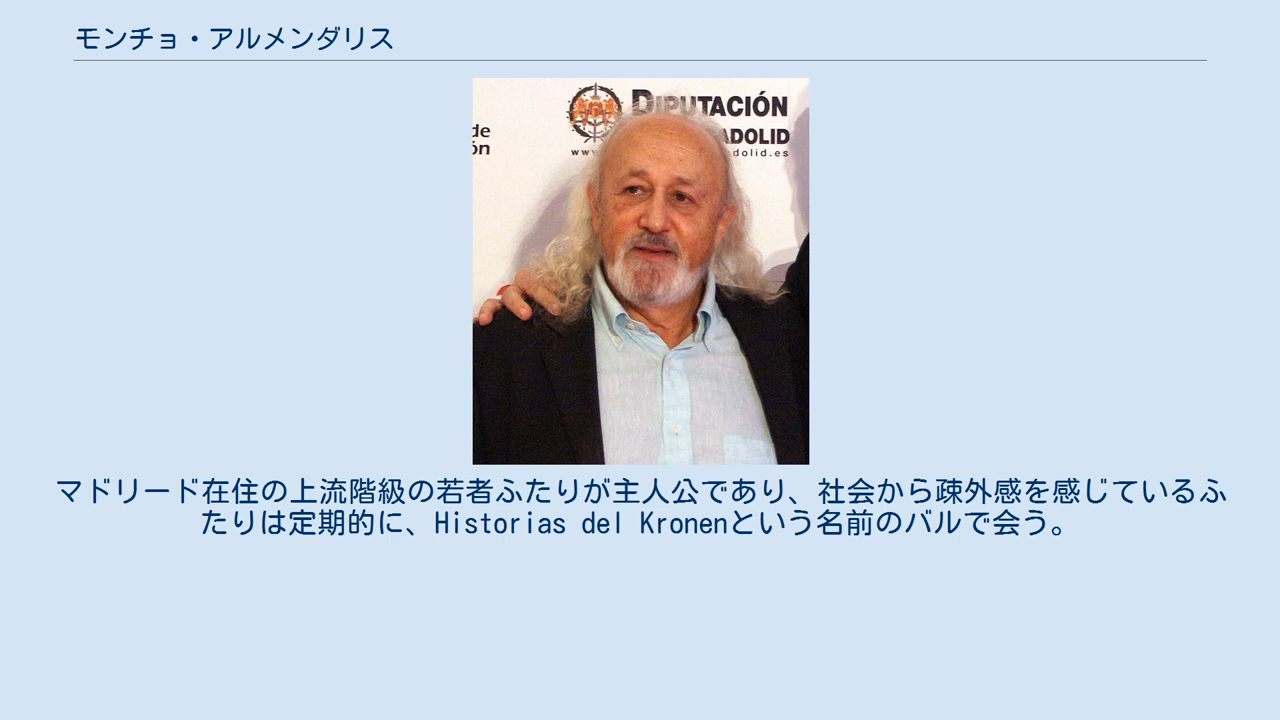 モンチョ・アルメンダリス
DIPUTACIÓN
de
ADOLID
ón
www
dolid.es
マドリード在住の上流階級の若者ふたりが主人公であり、社会から疎外感を感じているふ
たりは定期的に、Historias del Kronenという名前のバルで会う。